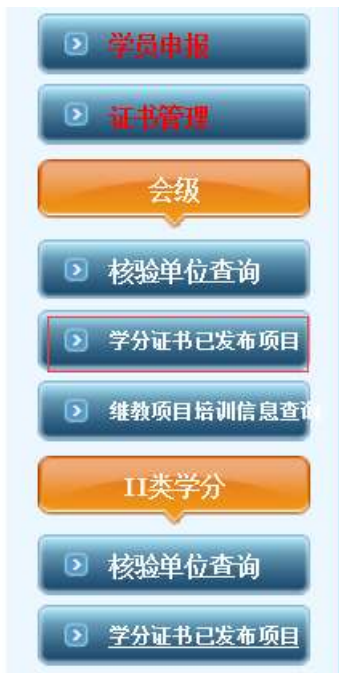 学员申报
证书管理
会级
核验单位查询
学分证书已发布项目
继教项目培训信息查询
II类学分
核验单位查询
学分证书已发布项目